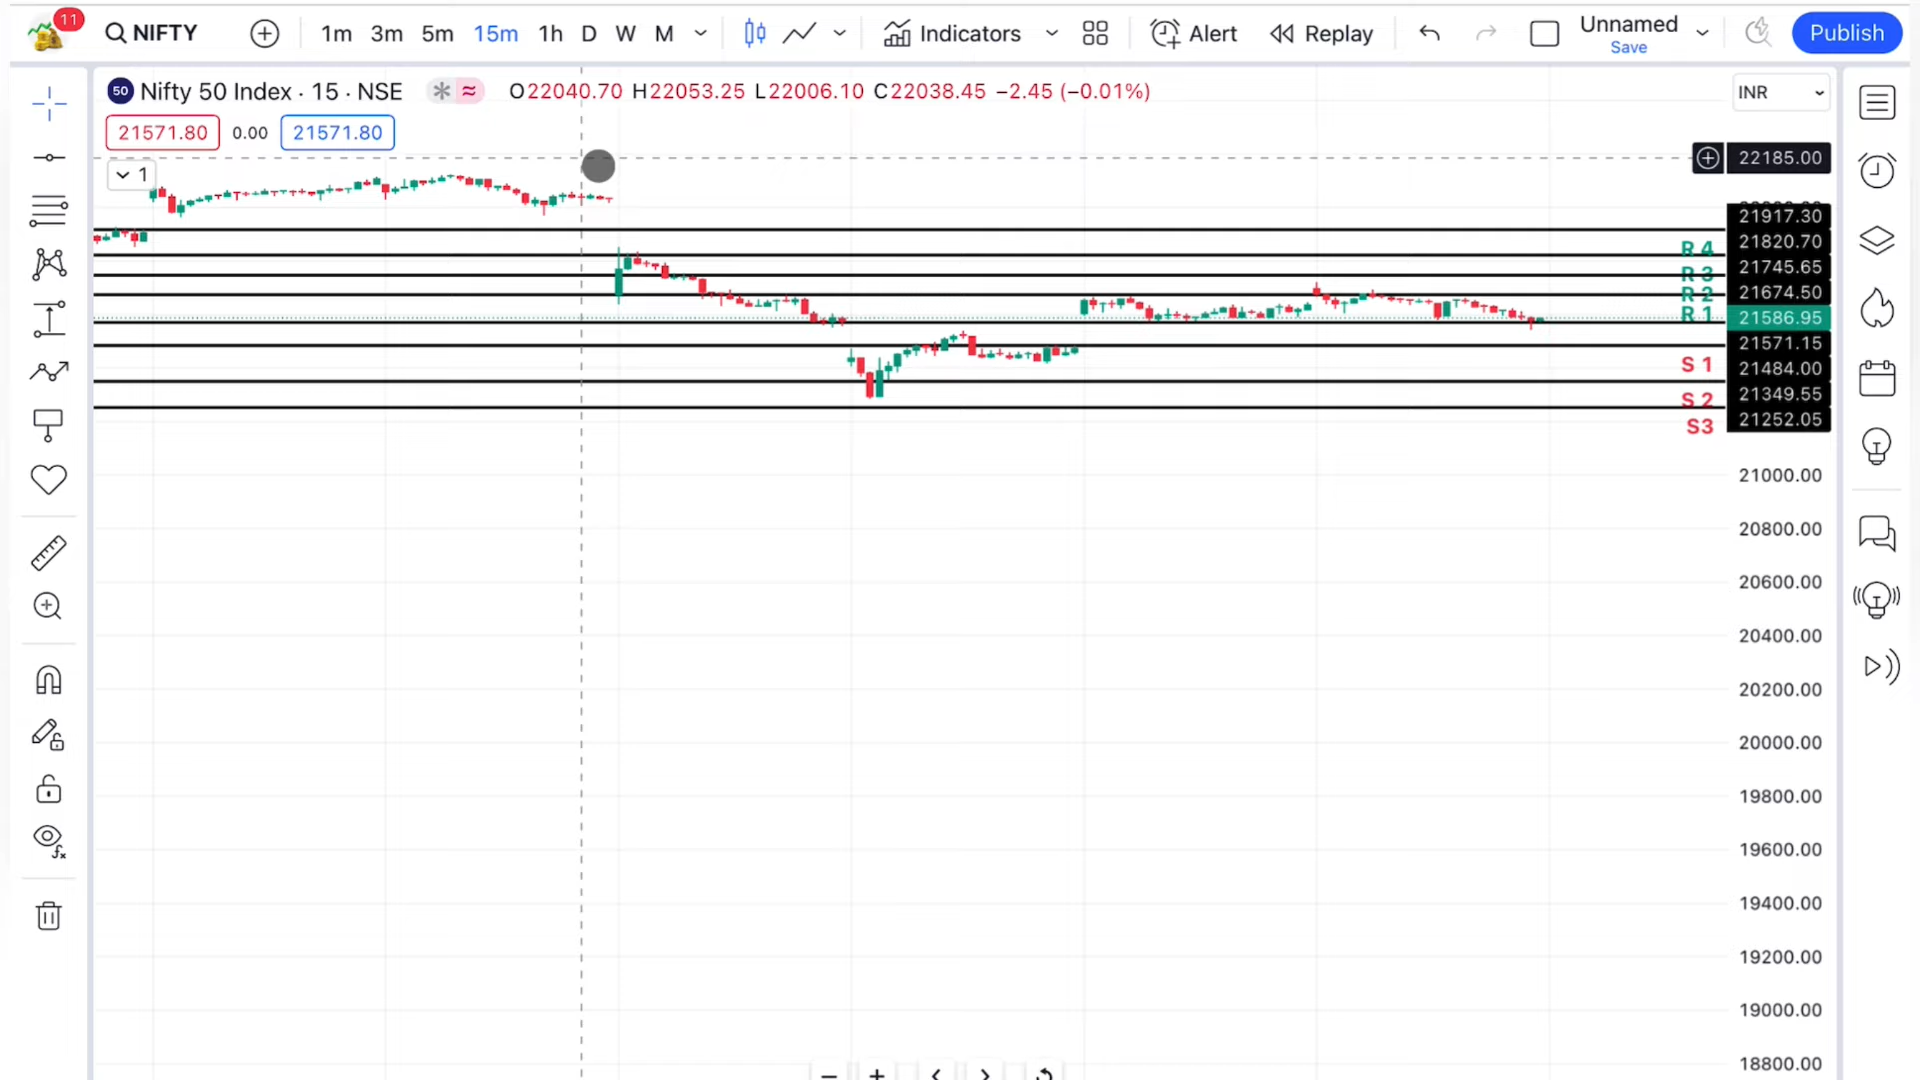 11 NIFTY 1m 3m 5m 15m 1h D W M Indicators Alert Replay Unnamed Save Publish
50 Nifty 50 Index · 15 · NSE O22040.70 H22053.25 L22006.10 C22038.45 −2.45 (−0.01%) INR
21571.80 0.00 21571.80
1
22185.00
21917.30
R 4 21820.70
R 3 21745.65
R 2 21674.50
R 1 21586.95
21571.15
S 1 21484.00
S 2 21349.55
S3 21252.05
21000.00
20800.00
20600.00
20400.00
20200.00
20000.00
19800.00
19600.00
19400.00
19200.00
19000.00
18800.00